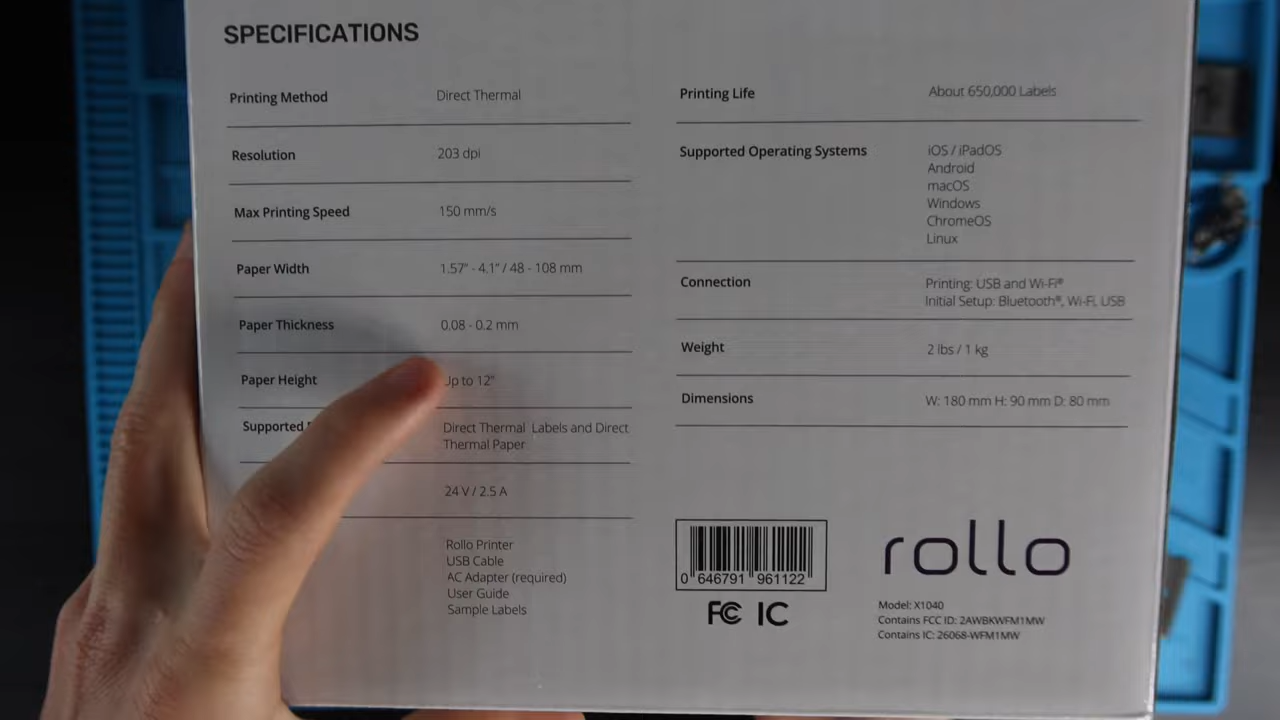 SPECIFICATIONS
Printing Method Direct Thermal
Resolution 203 dpi
Max Printing Speed 150 mm/s
Paper Width 1.57" - 4.1" / 48 - 108 mm
Paper Thickness 0.08 - 0.2 mm
Paper Height Up to 12"
Supported Direct Thermal Labels and Direct
Thermal Paper
24 V / 2.5 A
Rollo Printer
USB Cable
AC Adapter (required)
User Guide
Sample Labels
Printing Life About 650,000 Labels
Supported Operating Systems iOS / iPadOS
Android
macOS
Windows
ChromeOS
Linux
Connection Printing: USB and Wi-Fi®
Initial Setup: Bluetooth®, Wi-Fi, USB
Weight 2 lbs / 1 kg
Dimensions W: 180 mm H: 90 mm D: 80 mm
0 646791 961122
FC IC
rollo
Model: X1040
Contains FCC ID: 2AWBKWFM1MW
Contains IC: 26068-WFM1MW